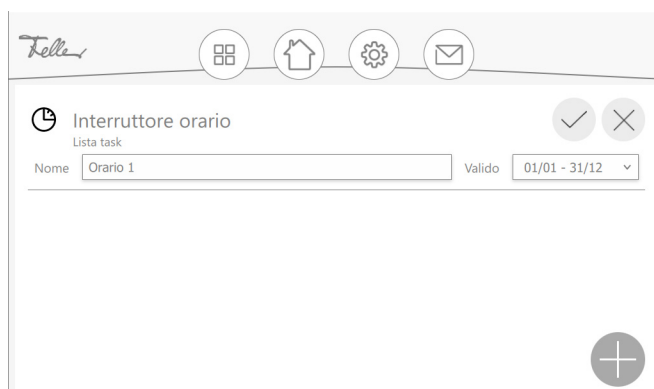 Feller
Interruttore orario
Lista task
Nome Orario 1 Valido 01/01 - 31/12